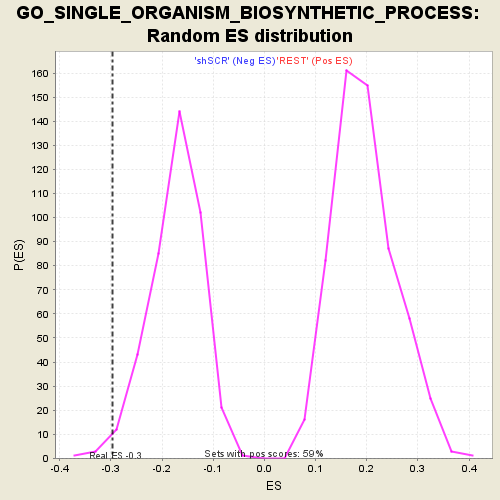 GO_SINGLE_ORGANISM_BIOSYNTHETIC_PROCESS:
Random ES distribution
'shSCR' (Neg ES) 'REST' (Pos ES)
160
150
140
130
120
110
100
90
80
70
60
50
40
30
20
10
0
P(ES)
Real ES -0.3
Sets with pos scores: 59%
-0.4 -0.3 -0.2 -0.1 0.0 0.1 0.2 0.3 0.4
ES